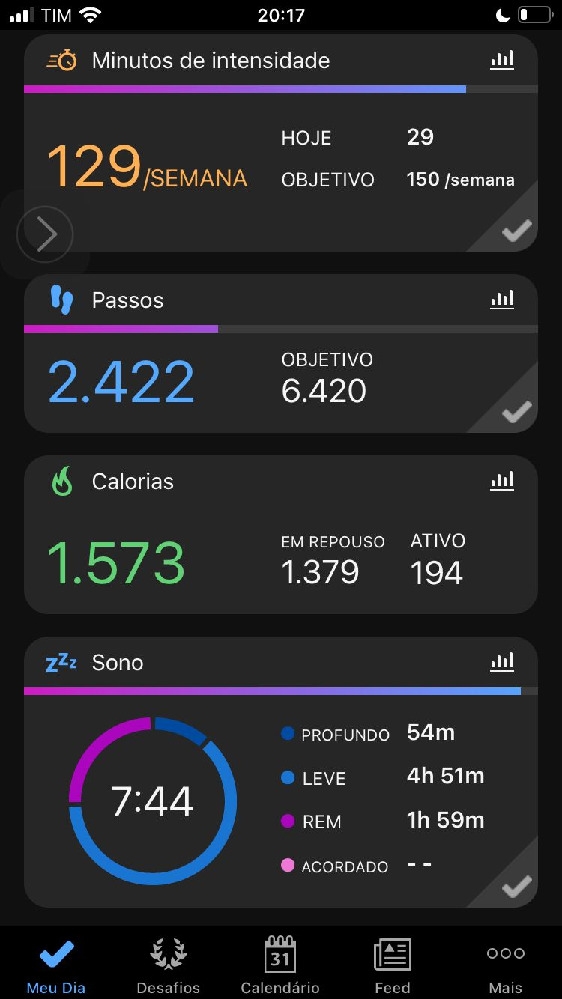 TIM 20:17
Minutos de intensidade
129/SEMANA
HOJE 29
OBJETIVO 150 /semana
Passos
2.422
OBJETIVO
6.420
Calorias
1.573
EM REPOUSO
1.379
ATIVO
194
zzz Sono
7:44
PROFUNDO 54m
LEVE 4h 51m
REM 1h 59m
ACORDADO - -
31
Meu Dia Desafios Calendário Feed Mais